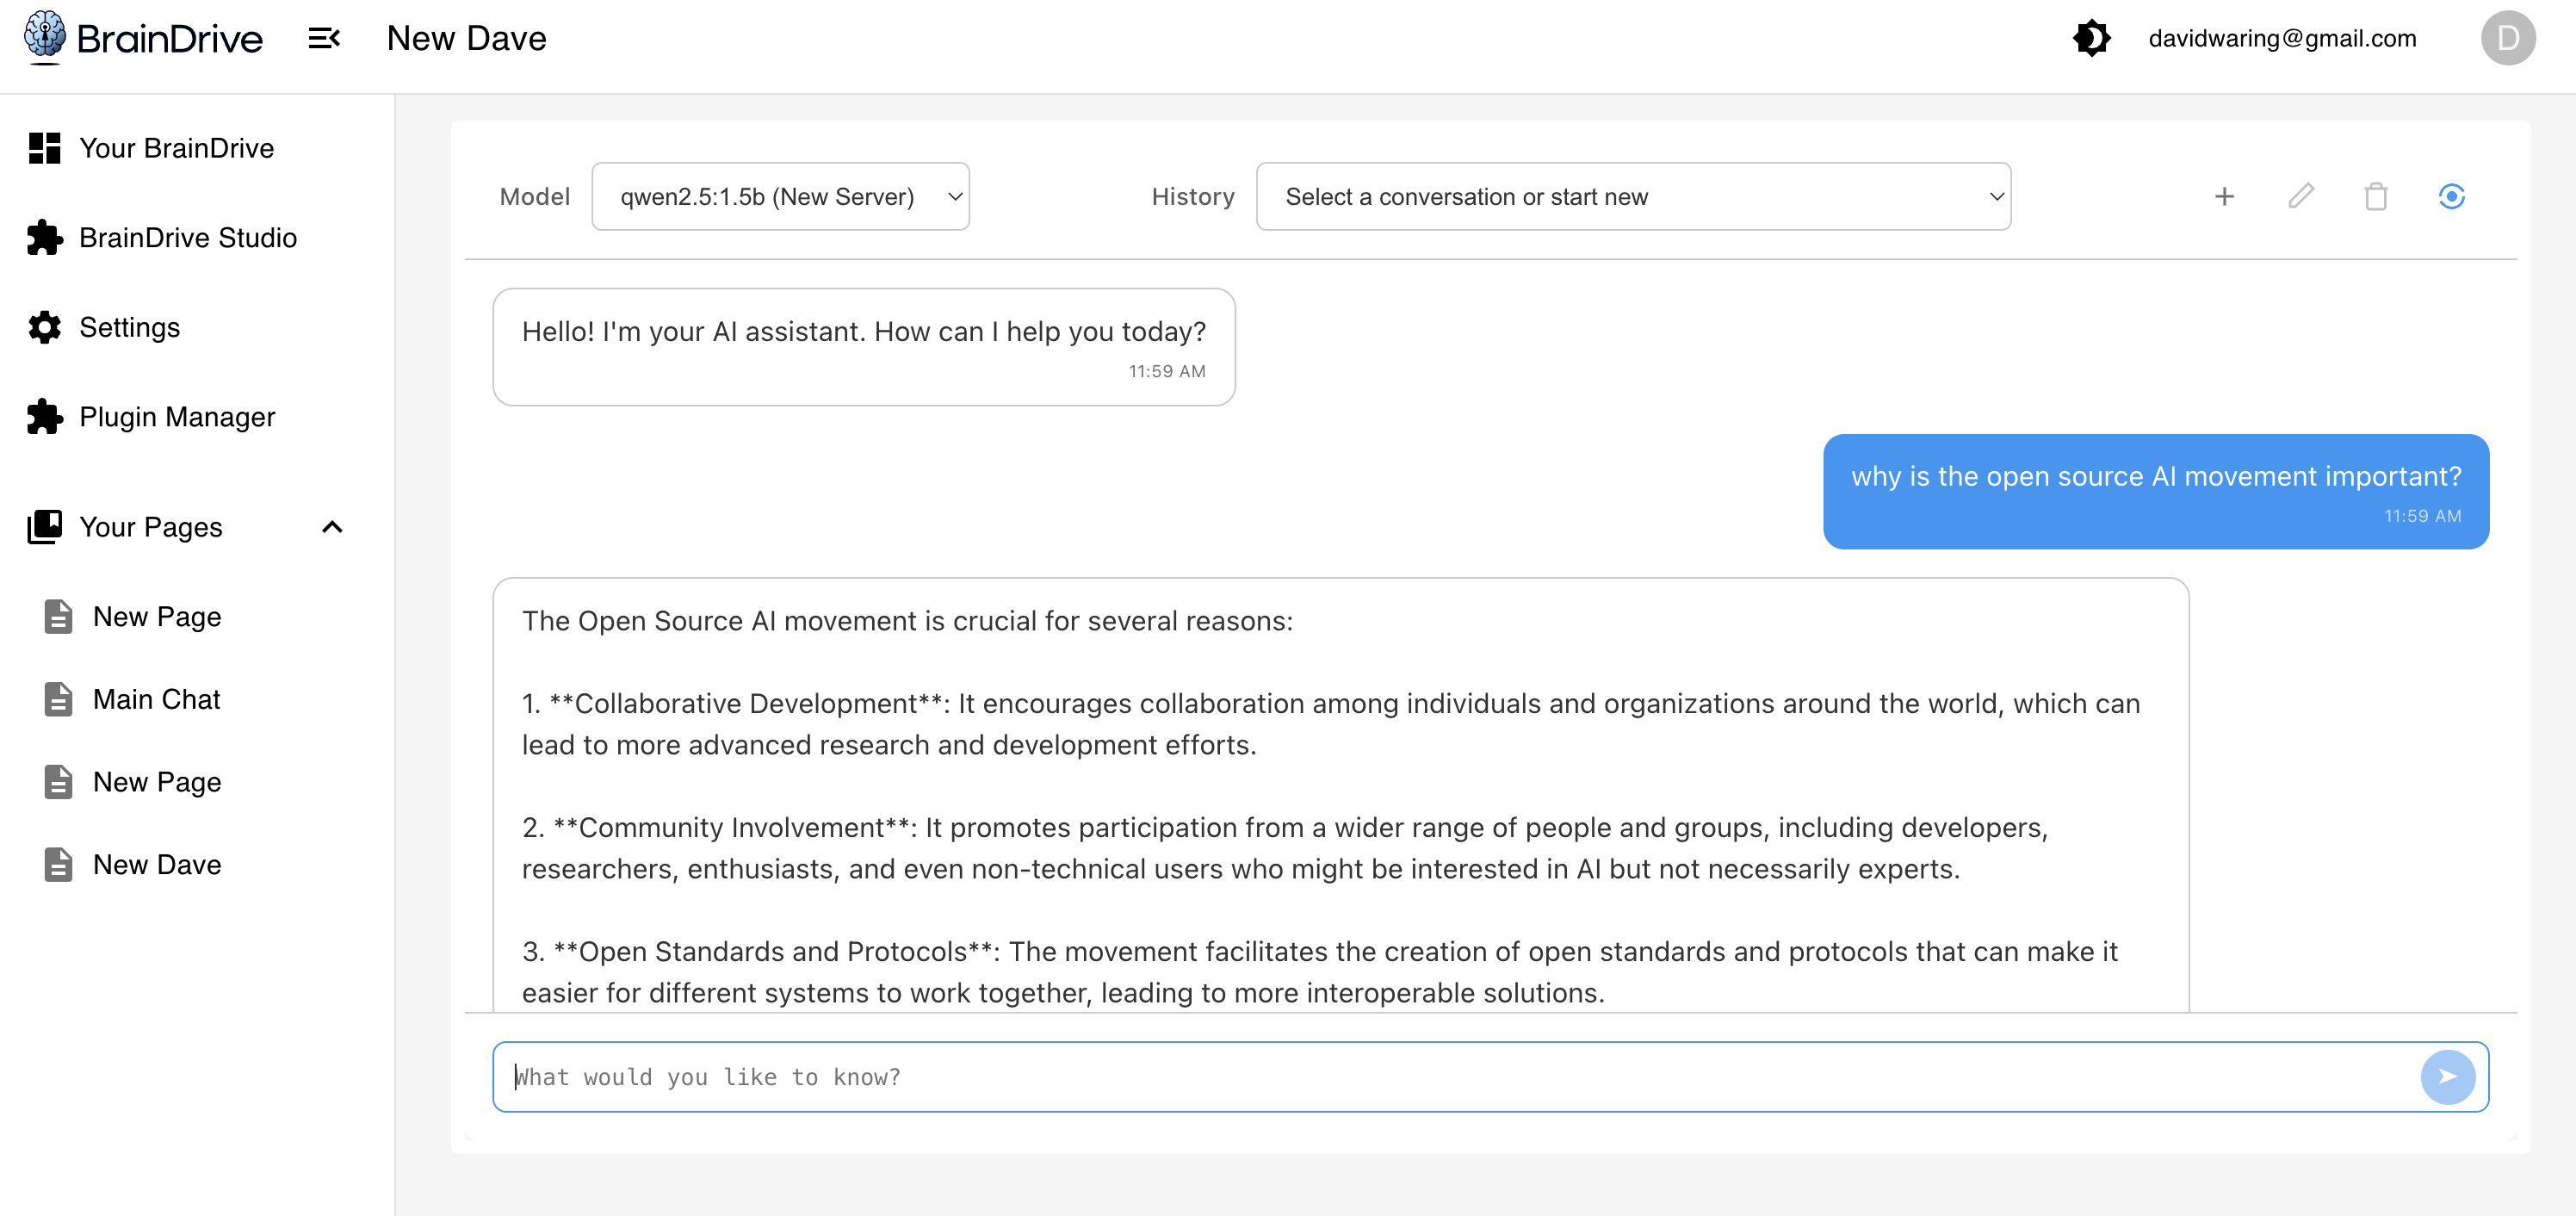 BrainDrive
New Dave
davidwaring@gmail.com
D
Your BrainDrive
BrainDrive Studio
Settings
Plugin Manager
Your Pages
New Page
Main Chat
New Page
New Dave
Model
qwen2.5:1.5b (New Server)
History
Select a conversation or start new
Hello! I'm your AI assistant. How can I help you today?
11:59 AM
why is the open source AI movement important?
11:59 AM
The Open Source AI movement is crucial for several reasons:
1. **Collaborative Development**: It encourages collaboration among individuals and organizations around the world, which can
lead to more advanced research and development efforts.
2. **Community Involvement**: It promotes participation from a wider range of people and groups, including developers,
researchers, enthusiasts, and even non-technical users who might be interested in AI but not necessarily experts.
3. **Open Standards and Protocols**: The movement facilitates the creation of open standards and protocols that can make it
easier for different systems to work together, leading to more interoperable solutions.
What would you like to know?